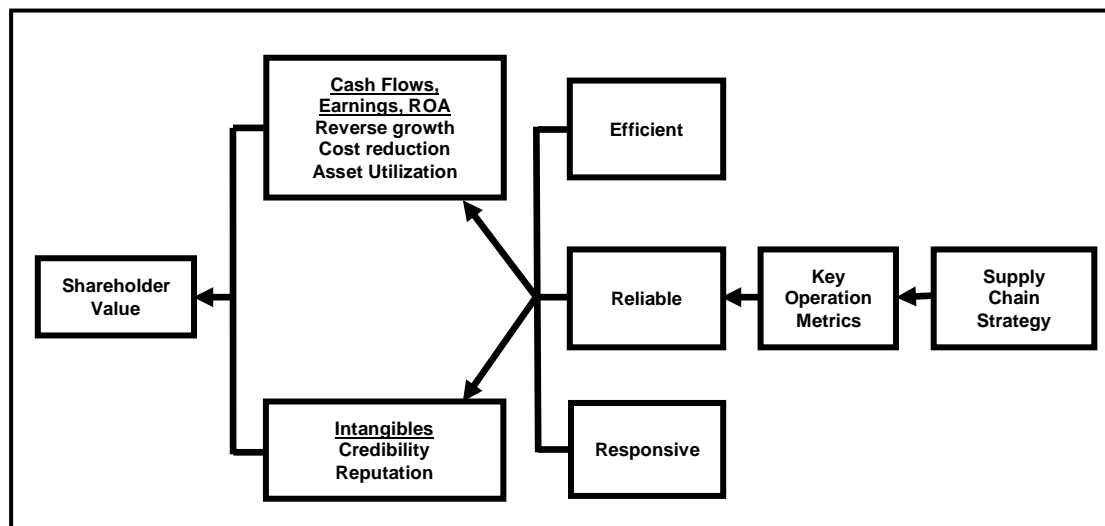 Cash Flows,
Earnings, ROA
Reverse growth
Cost reduction
Asset Utilization
Efficient
Shareholder
Value
Reliable
Key
Operation
Metrics
Supply
Chain
Strategy
Intangibles
Credibility
Reputation
Responsive